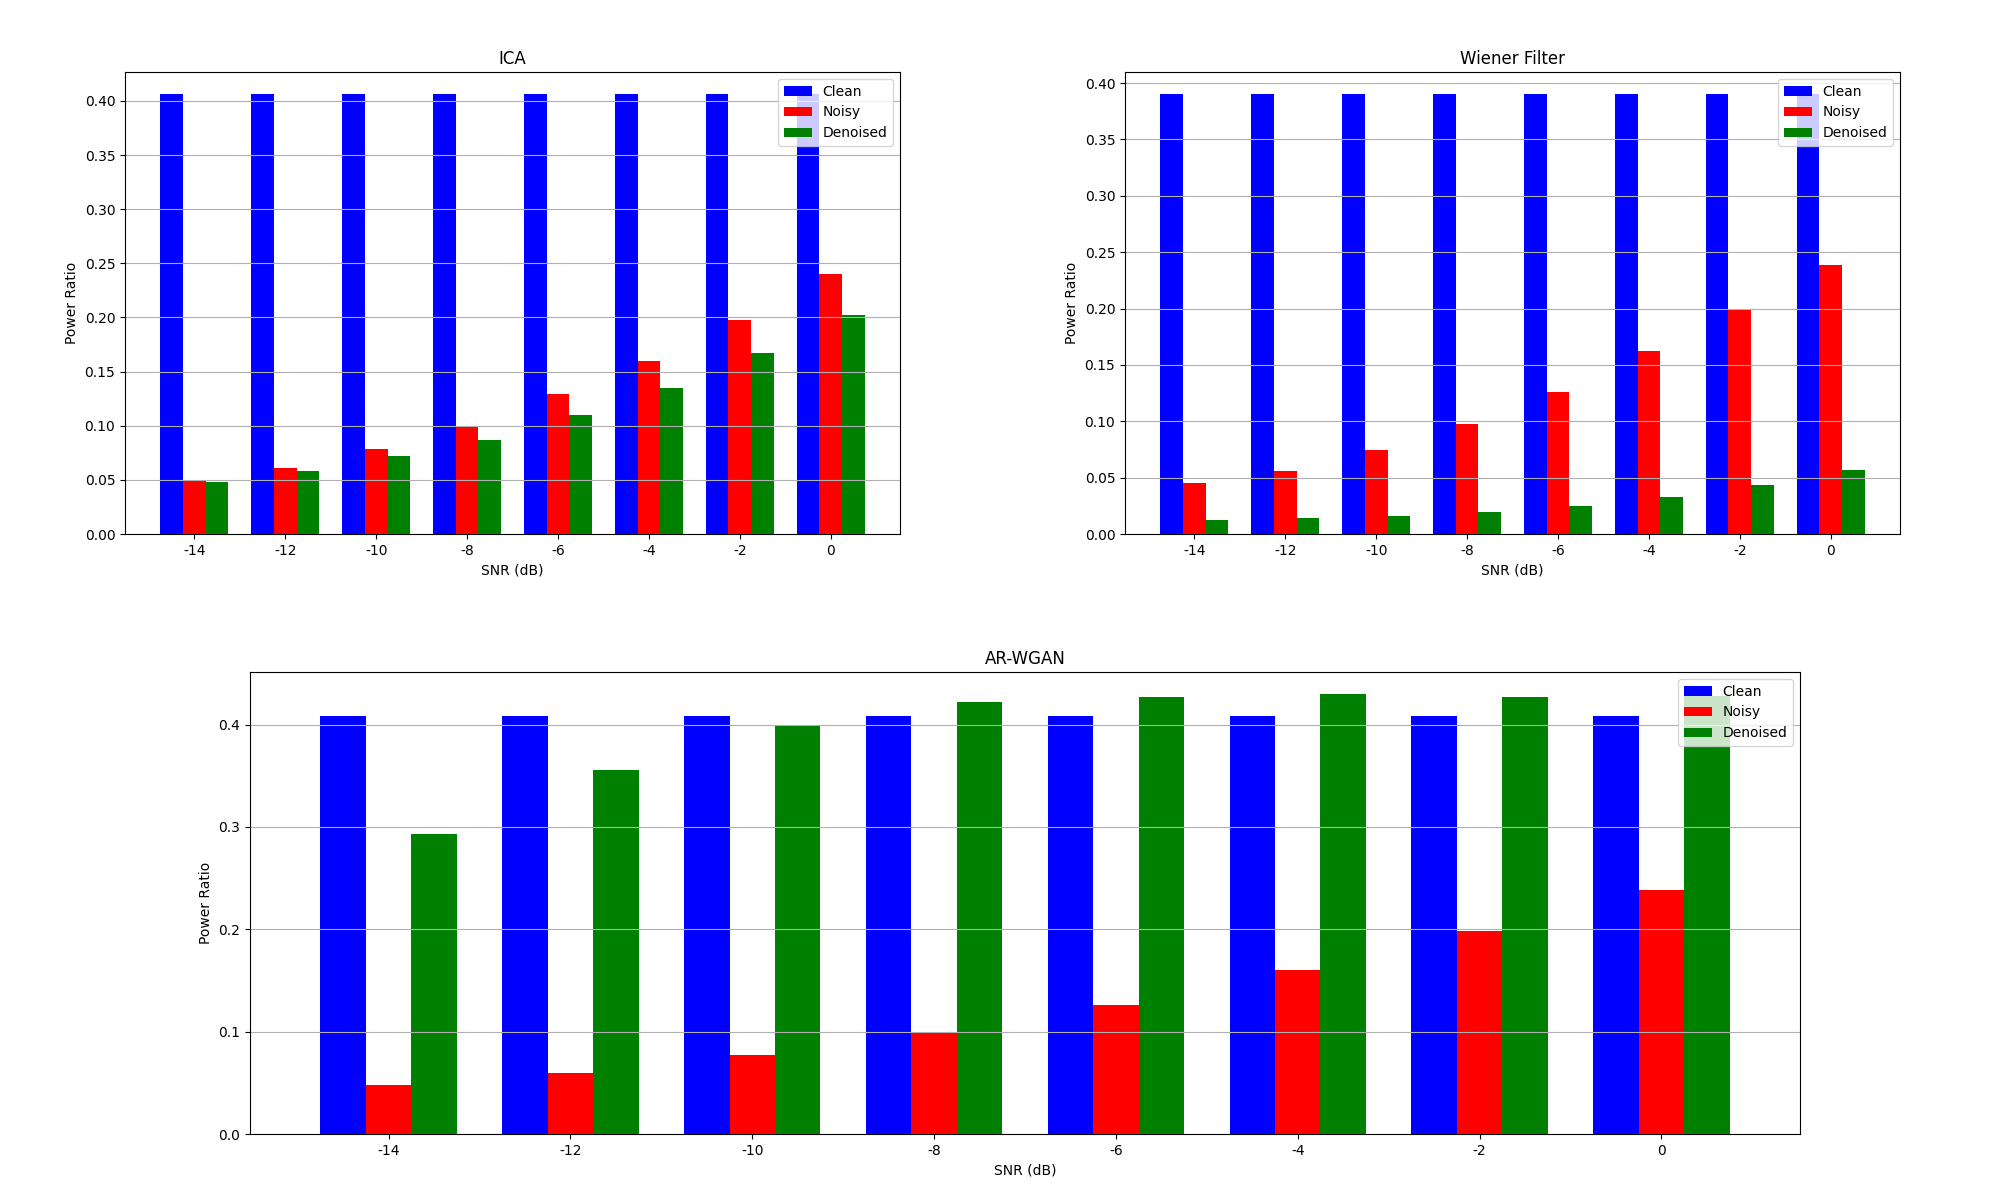 ICA
Power Ratio
0.40
0.35
0.30
0.25
0.20
0.15
0.10
0.05
0.00
Clean
Noisy
Denoised
-14 -12 -10 -8 -6 -4 -2 0
SNR (dB)
Wiener Filter
Power Ratio
0.40
0.35
0.30
0.25
0.20
0.15
0.10
0.05
0.00
Clean
Noisy
Denoised
-14 -12 -10 -8 -6 -4 -2 0
SNR (dB)
AR-WGAN
Power Ratio
0.4
0.3
0.2
0.1
0.0
Clean
Noisy
Denoised
-14 -12 -10 -8 -6 -4 -2 0
SNR (dB)